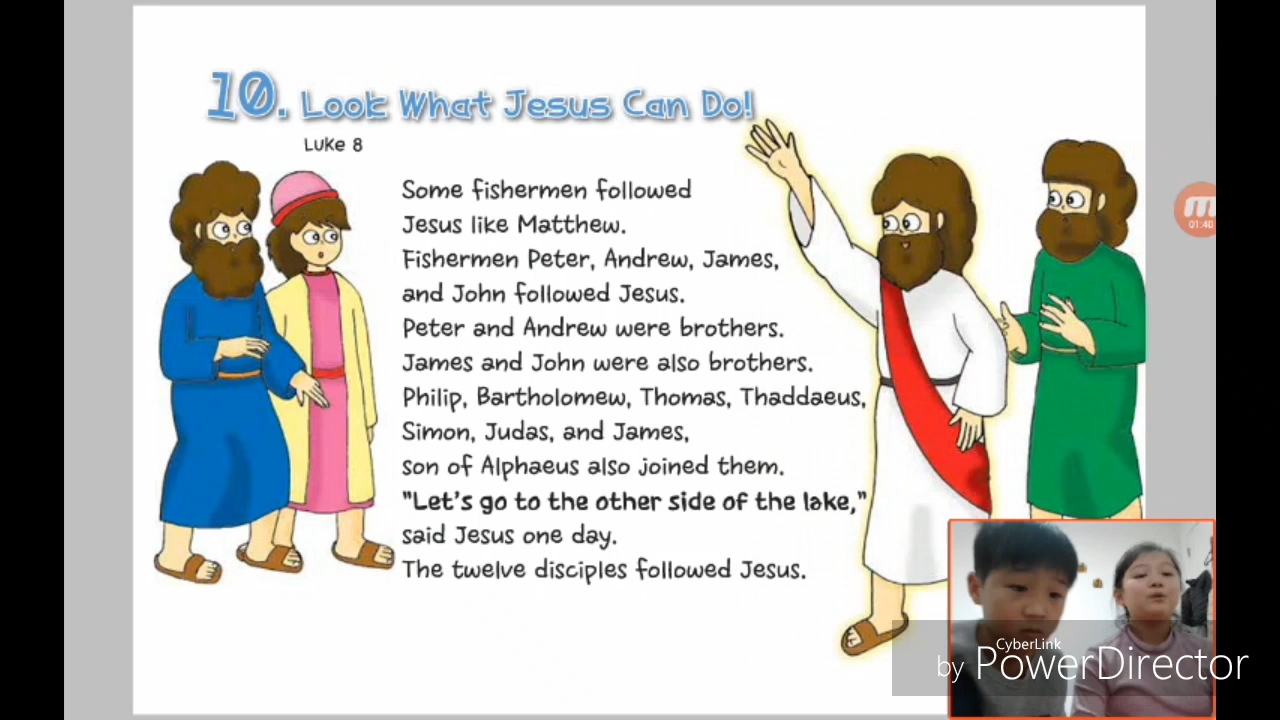 10. Look What Jesus Can Do!
Luke 8
Some fishermen followed
Jesus like Matthew.
Fishermen Peter, Andrew, James,
and John followed Jesus.
Peter and Andrew were brothers.
James and John were also brothers.
Philip, Bartholomew, Thomas, Thaddaeus,
Simon, Judas, and James,
son of Alphaeus also joined them.
"Let's go to the other side of the lake,"
said Jesus one day.
The twelve disciples followed Jesus.
m
01:40
CyberLink
by PowerDirector